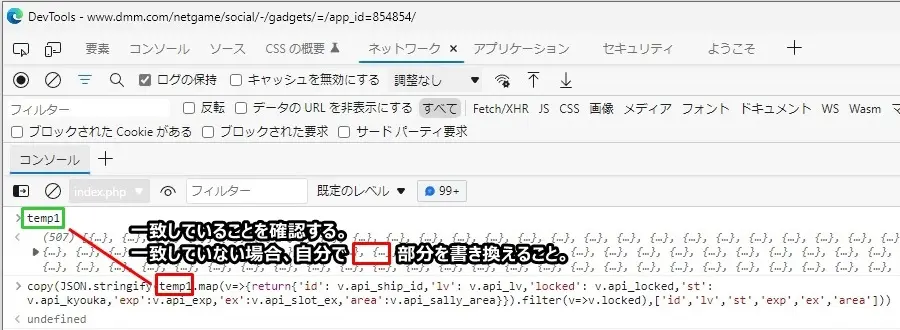 DevTools - www.dmm.com/netgame/social/-/gadgets/=/app_id=854854/
要素 コンソール ソース CSS の概要 ネットワーク × アプリケーション セキュリティ ようこそ +
ログの保持 キャッシュを無効にする 調整なし
フィルター 反転 データの URL を非表示にする すべて Fetch/XHR JS CSS 画像 メディア フォント ドキュメント WS Wasm マ
ブロックされた Cookie がある ブロックされた要求 サード パーティ要求
コンソール +
index.php フィルター 既定のレベル 99+
temp1
一致していることを確認する。
(507) [{…}, {…}, {…}, {…}, {…}, {…}, {…}, {…}, {…}, {…}, {…}, {…}, {…}
一致していない場合、自分で 部分を書き換えること。
copy(JSON.stringify(temp1.map(v=>{return{'id': v.api_ship_id,'lv': v.api_lv,'locked': v.api_locked,'st':
v.api_kyouka,'exp':v.api_exp,'ex':v.api_slot_ex,'area':v.api_sally_area}}).filter(v=>v.locked),['id','lv','st','exp','ex','area']))
undefined